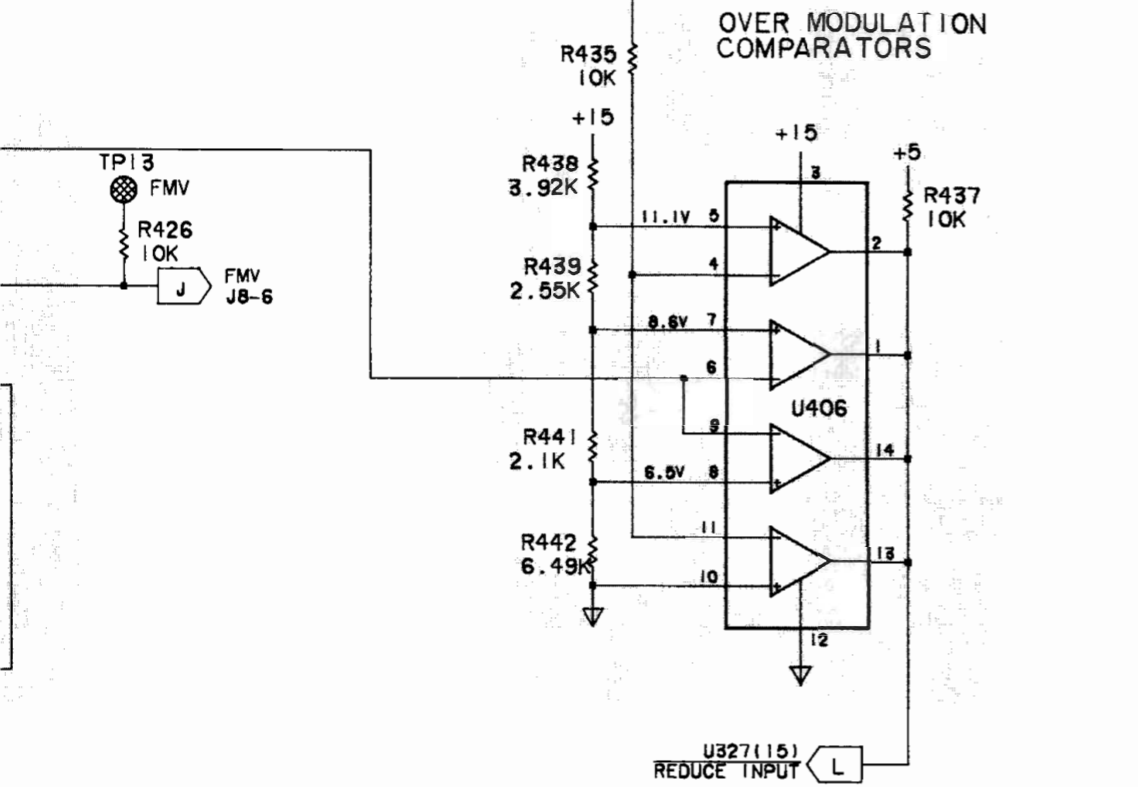 OVER MODULATION
COMPARATORS
R435
10K
+15
+15
+5
TP13
FMV
R438
3.92K
3
R437
10K
R426
10K
11.1V 5
2
4
R439
2.55K
FMV
J8-6
J
8.6V 7
1
6
U406
9
R441
2.1K
14
6.5V 8
11
R442
6.49K
13
10
12
U327(15)
REDUCE INPUT
L